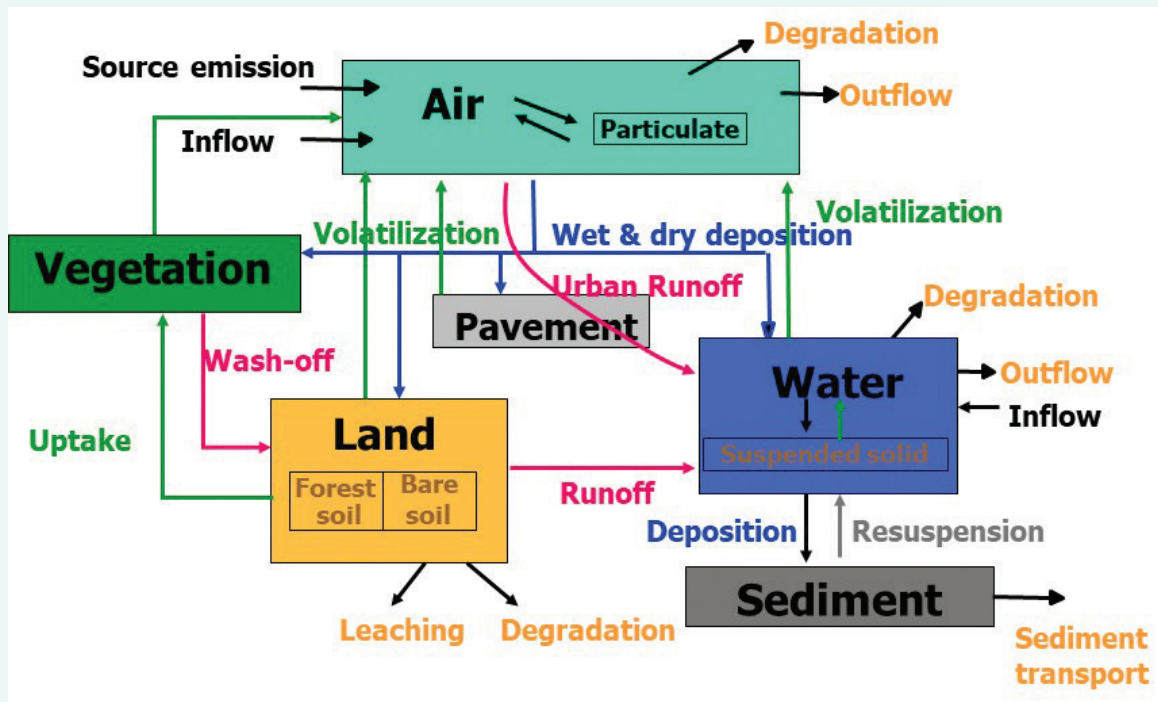 Degradation
Source emission
Air
Outflow
Particulate
Inflow
Volatilization
Volatilization
Wet & dry deposition
Vegetation
Urban Runoff
Degradation
Pavement
Wash-off
Water
Outflow
Inflow
Uptake
Land
Suspended solid
Forest
soil
Bare
soil
Runoff
Deposition
Resuspension
Sediment
Leaching
Degradation
Sediment
transport